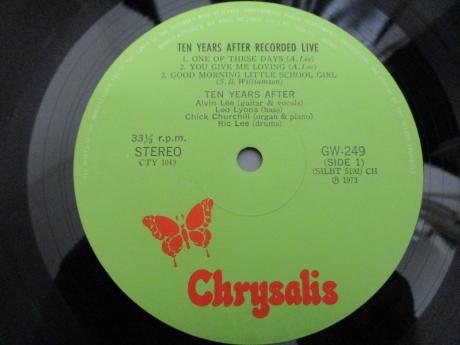 TEN YEARS AFTER RECORDED LIVE
1. ONE OF THESE DAYS (A. Lee)
2. YOU GIVE ME LOVING (A. Lee)
3. GOOD MORNING LITTLE SCHOOL GIRL
(S. B. Williamson)
TEN YEARS AFTER
Alvin Lee (guitar & vocals)
Leo Lyons (bass)
Chick Churchill (organ & piano)
Ric Lee (drums)
33⅓ r.p.m.
STEREO
CTY 1049
GW-249
(SIDE 1)
(SILBT 5192) CH
℗ 1973
Chrysalis